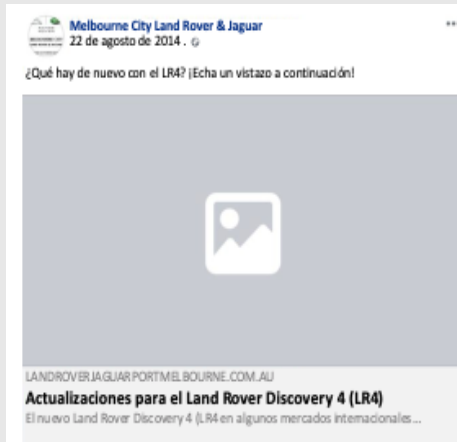 Melbourne City Land Rover & Jaguar
22 de agosto de 2014 .
¿Qué hay de nuevo con el LR4? ¡Echa un vistazo a continuación!
LANDROVERJAGUARPORTMELBOURNE.COM.AU
Actualizaciones para el Land Rover Discovery 4 (LR4)
El nuevo Land Rover Discovery 4 (LR4 en algunos mercados internacionales...